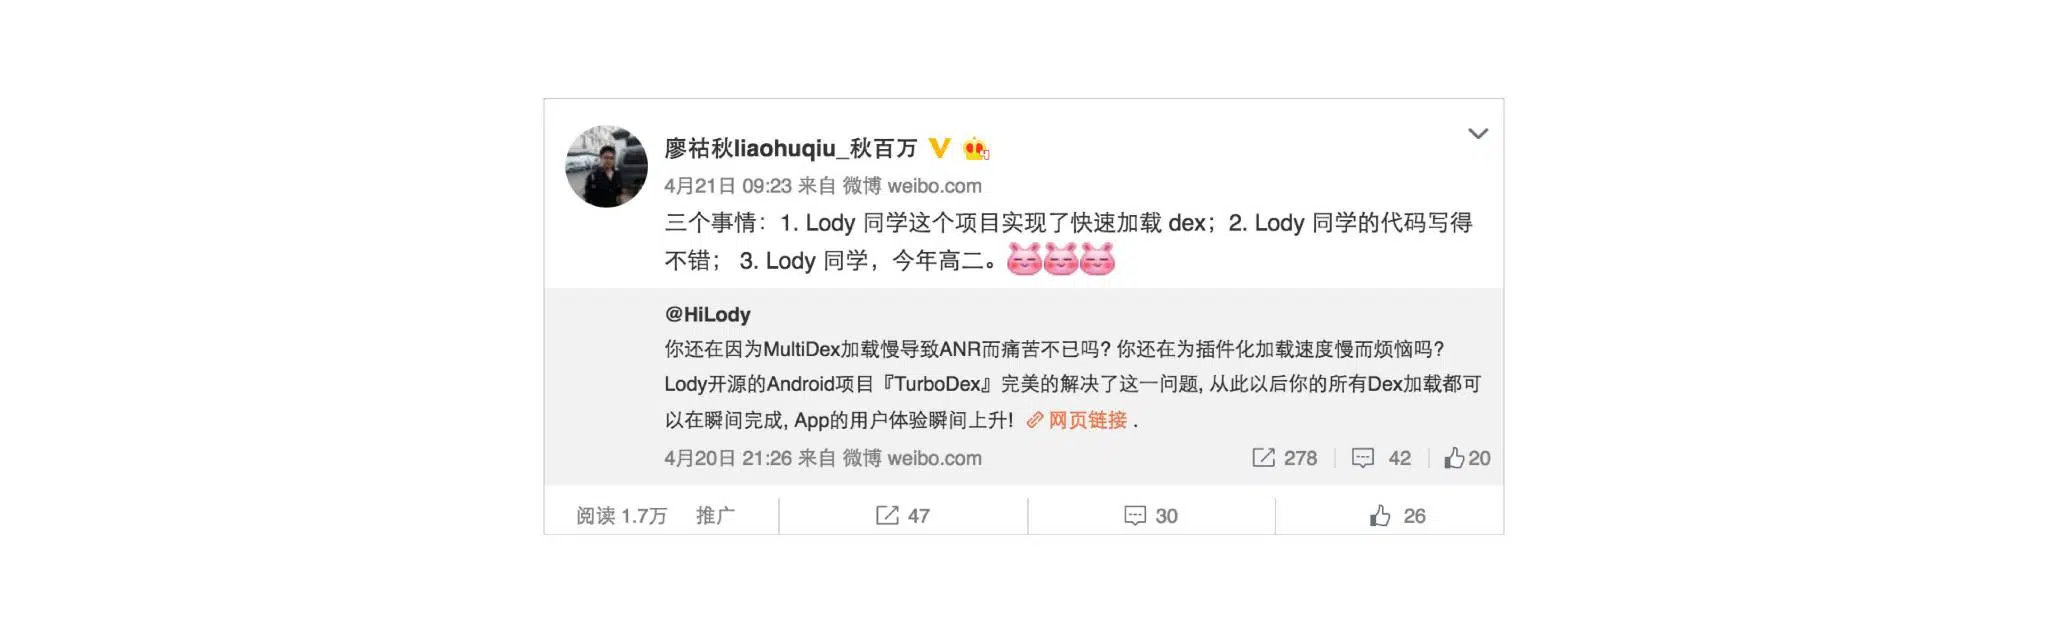 廖祜秋liaohuqiu_秋百万
4月21日 09:23 来自 微博 weibo.com
三个事情：1. Lody 同学这个项目实现了快速加载 dex；2. Lody 同学的代码写得
不错； 3. Lody 同学，今年高二。
@HiLody
你还在因为MultiDex加载慢导致ANR而痛苦不已吗? 你还在为插件化加载速度慢而烦恼吗?
Lody开源的Android项目『TurboDex』完美的解决了这一问题, 从此以后你的所有Dex加载都可
以在瞬间完成, App的用户体验瞬间上升! 网页链接 .
4月20日 21:26 来自 微博 weibo.com 278 42 20
阅读 1.7万 推广 47 30 26